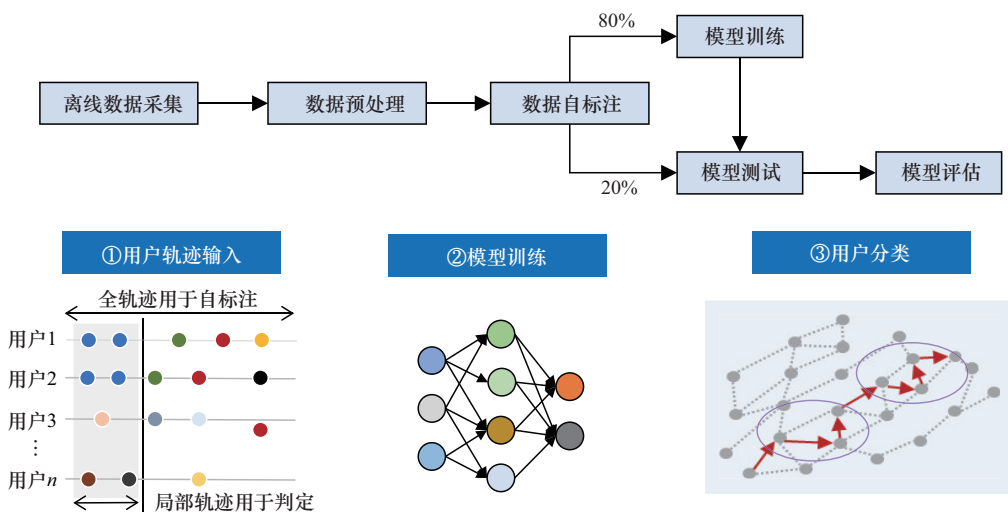 80%
模型训练
离线数据采集
数据预处理
数据自标注
20%
模型测试
模型评估
①用户轨迹输入
②模型训练
③用户分类
全轨迹用于自标注
用户1
用户2
用户3
⋮
用户n
局部轨迹用于判定